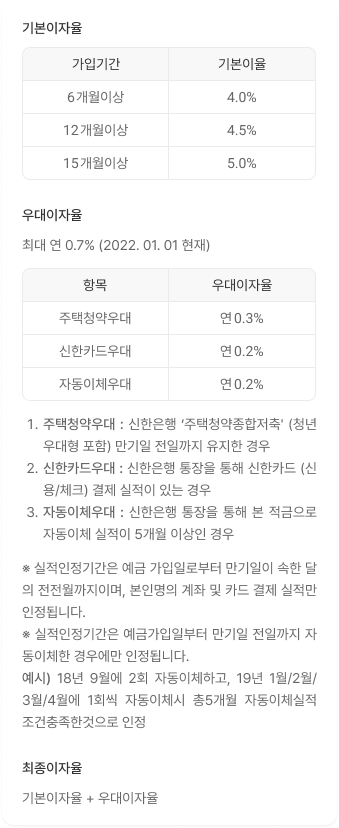 기본이자율
가입기간 기본이율
6개월이상 4.0%
12개월이상 4.5%
15개월이상 5.0%
우대이자율
최대 연 0.7% (2022. 01. 01 현재)
항목 우대이자율
주택청약우대 연0.3%
신한카드우대 연0.2%
자동이체우대 연0.2%
1. 주택청약우대 : 신한은행 ‘주택청약종합저축' (청년
우대형 포함) 만기일 전일까지 유지한 경우
2. 신한카드우대 : 신한은행 통장을 통해 신한카드 (신
용/체크) 결제 실적이 있는 경우
3. 자동이체우대 : 신한은행 통장을 통해 본 적금으로
자동이체 실적이 5개월 이상인 경우
※ 실적인정기간은 예금 가입일로부터 만기일이 속한 달
의 전전월까지이며, 본인명의 계좌 및 카드 결제 실적만
인정됩니다.
※ 실적인정기간은 예금가입일부터 만기일 전일까지 자
동이체한 경우에만 인정됩니다.
예시) 18년 9월에 2회 자동이체하고, 19년 1월/2월/
3월/4월에 1회씩 자동이체시 총5개월 자동이체실적
조건충족한것으로 인정
최종이자율
기본이자율 + 우대이자율